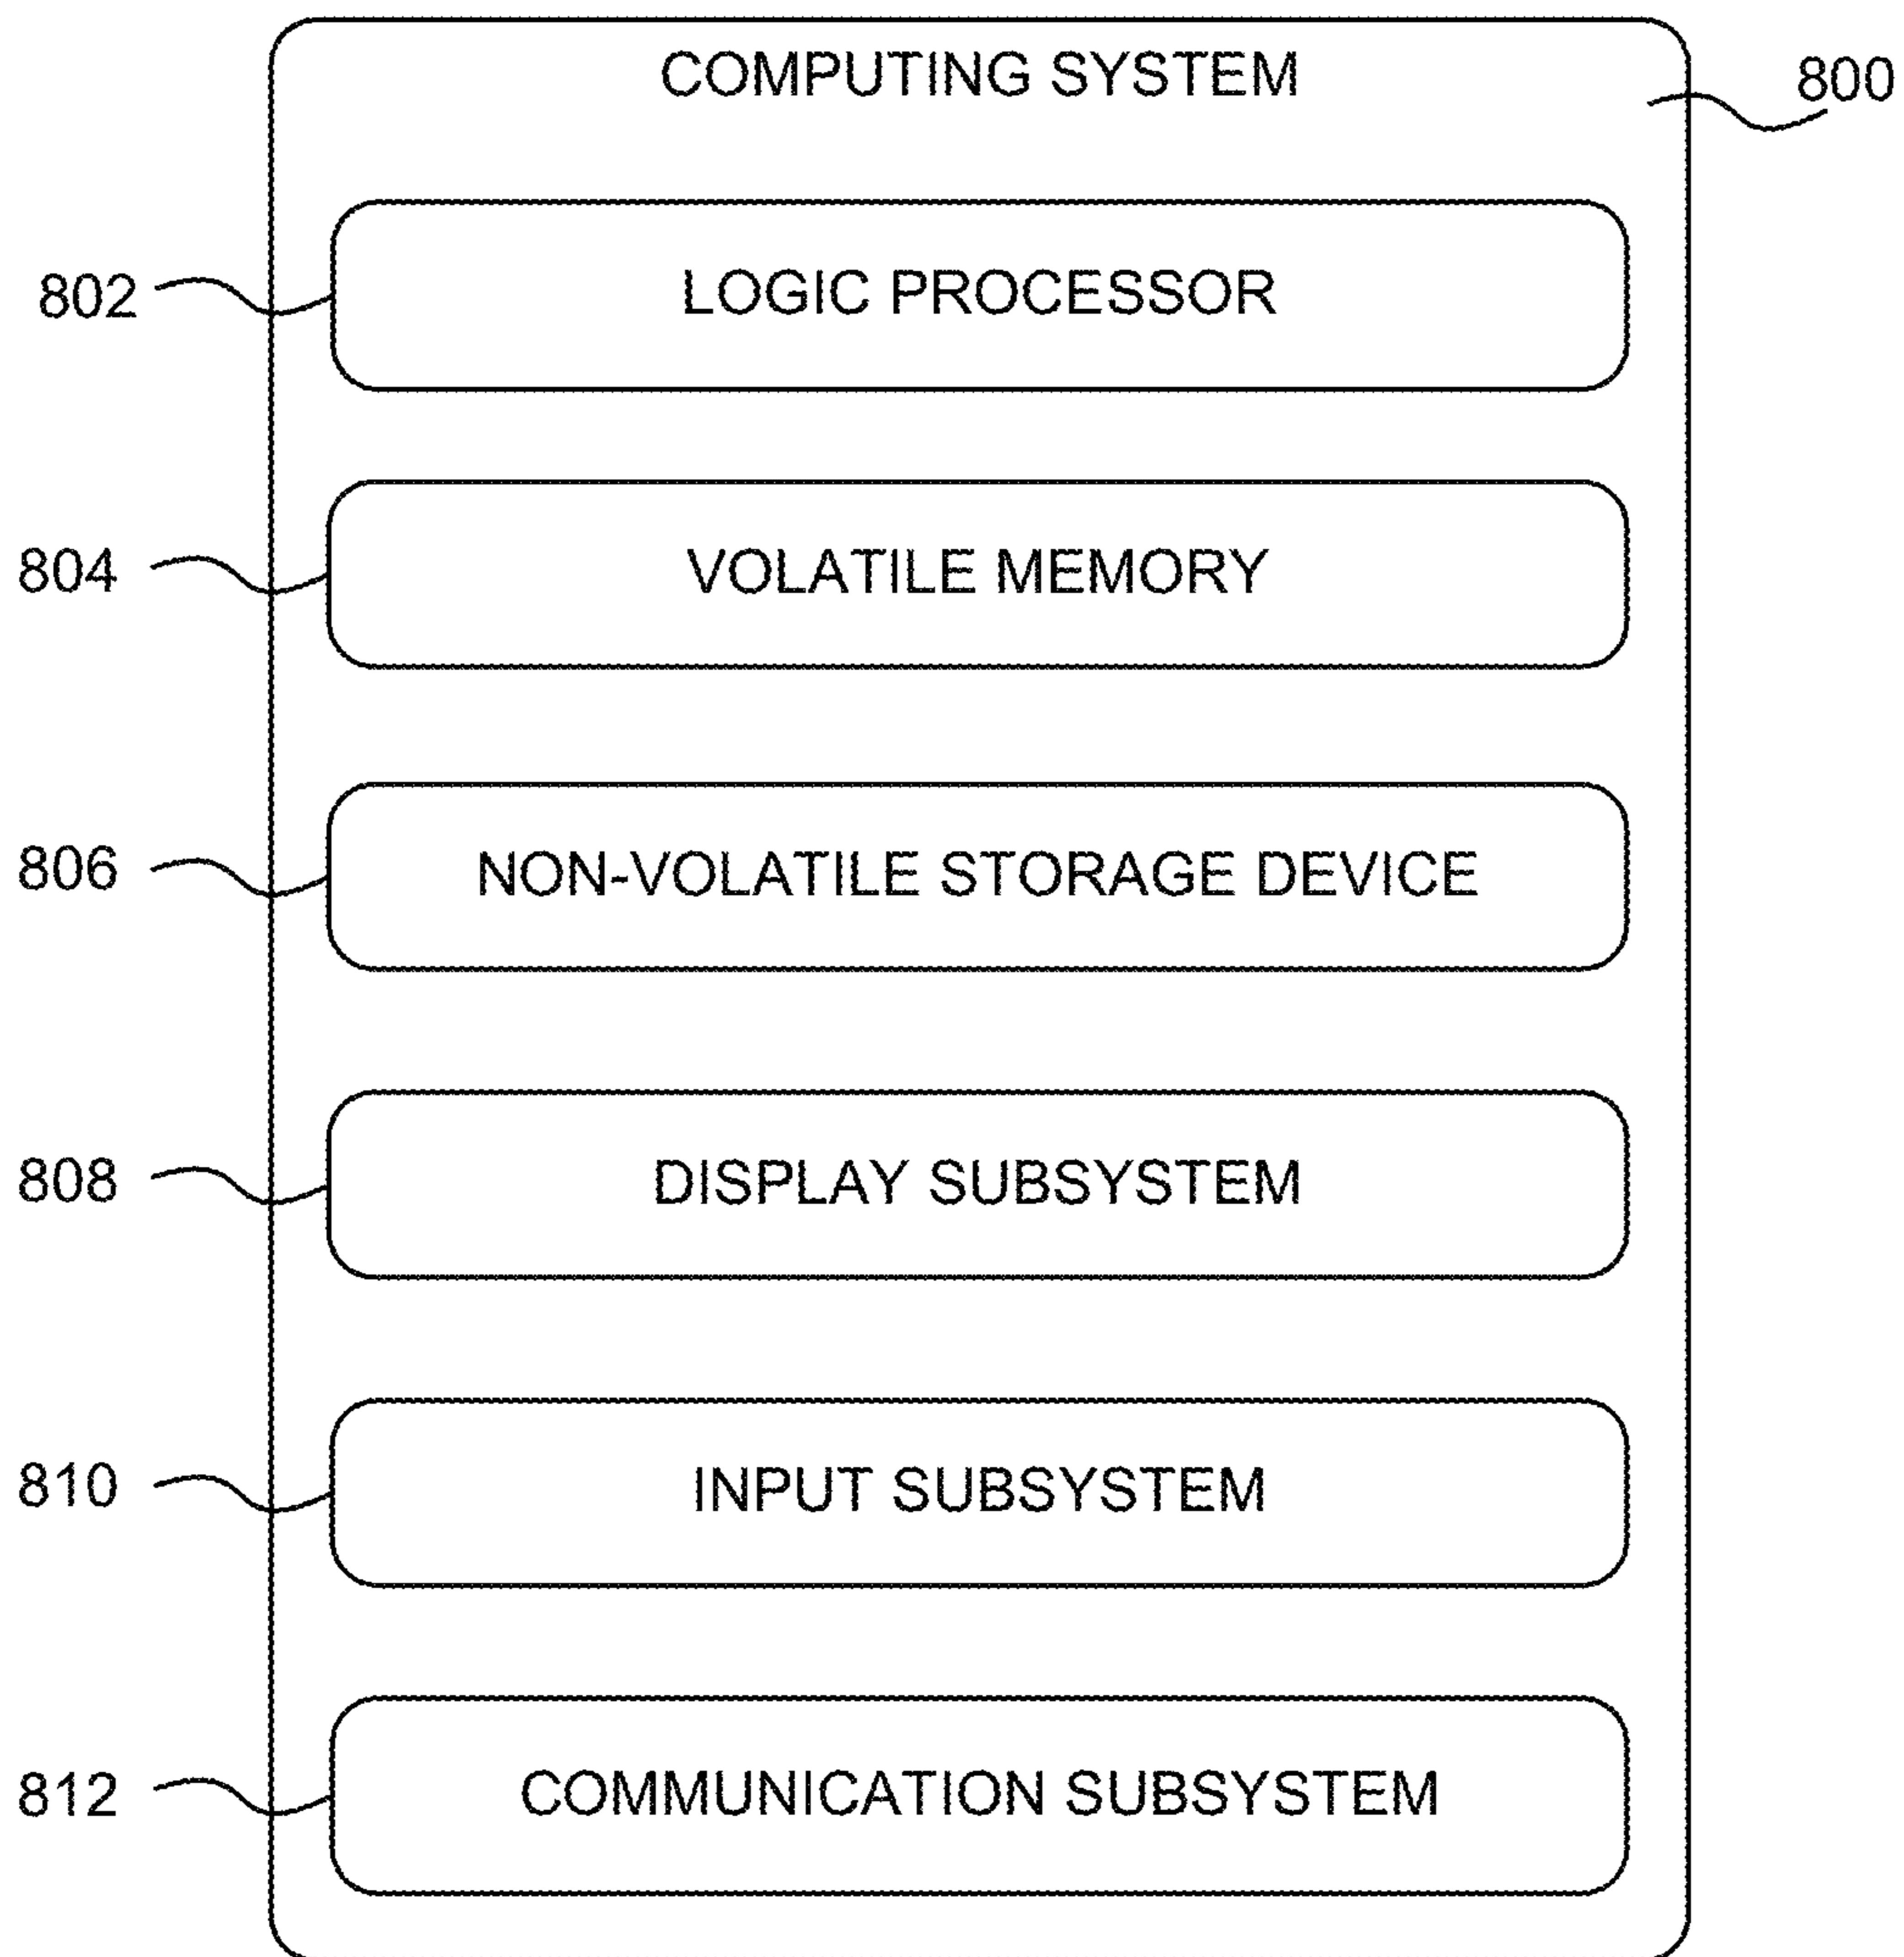 COMPUTING SYSTEM
800
802
LOGIC PROCESSOR
804
VOLATILE MEMORY
806
NON-VOLATILE STORAGE DEVICE
808
DISPLAY SUBSYSTEM
810
INPUT SUBSYSTEM
812
COMMUNICATION SUBSYSTEM